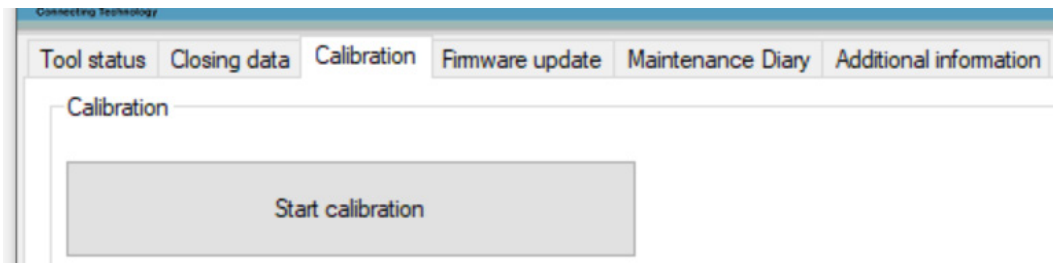 Connecting Technology
Tool status Closing data Calibration Firmware update Maintenance Diary Additional information
Calibration
Start calibration